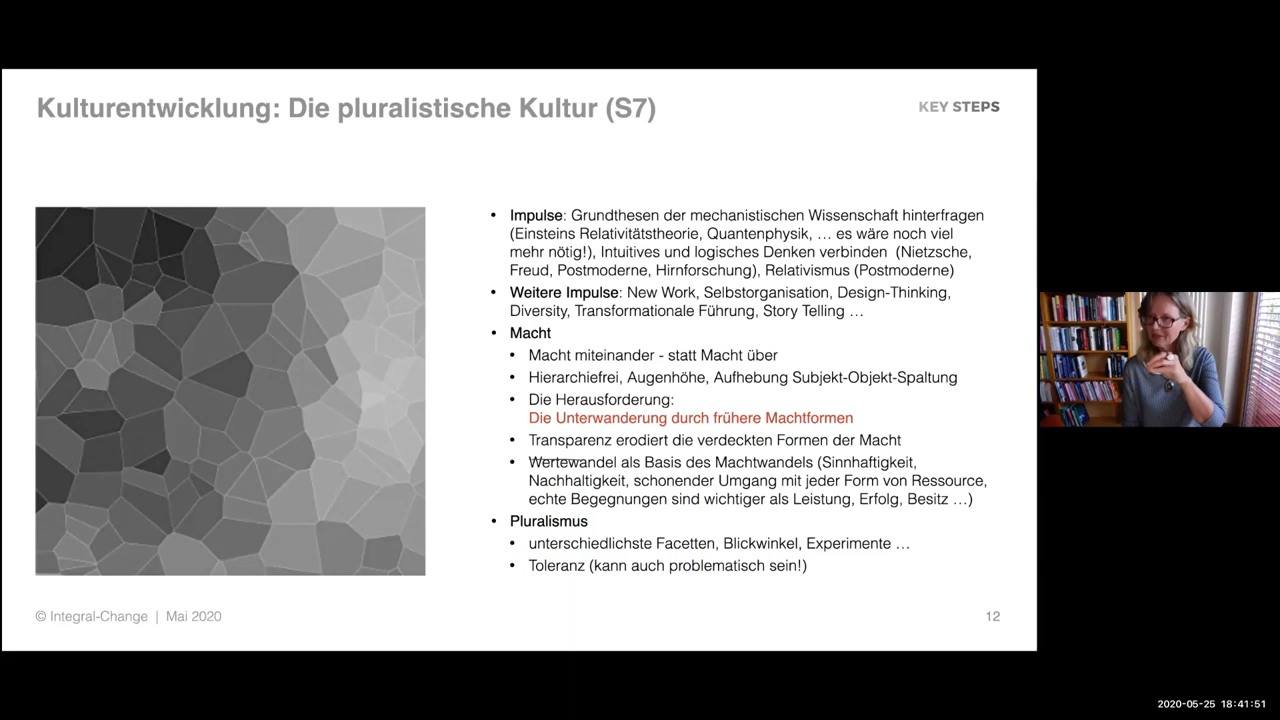 Kulturentwicklung: Die pluralistische Kultur (S7)
KEY STEPS
• Impulse: Grundthesen der mechanistischen Wissenschaft hinterfragen
(Einsteins Relativitätstheorie, Quantenphysik, … es wäre noch viel
mehr nötig!), Intuitives und logisches Denken verbinden (Nietzsche,
Freud, Postmoderne, Hirnforschung), Relativismus (Postmoderne)
• Weitere Impulse: New Work, Selbstorganisation, Design-Thinking,
Diversity, Transformationale Führung, Story Telling …
• Macht
• Macht miteinander - statt Macht über
• Hierarchiefrei, Augenhöhe, Aufhebung Subjekt-Objekt-Spaltung
• Die Herausforderung:
Die Unterwanderung durch frühere Machtformen
• Transparenz erodiert die verdeckten Formen der Macht
• Wertewandel als Basis des Machtwandels (Sinnhaftigkeit,
Nachhaltigkeit, schonender Umgang mit jeder Form von Ressource,
echte Begegnungen sind wichtiger als Leistung, Erfolg, Besitz …)
• Pluralismus
• unterschiedlichste Facetten, Blickwinkel, Experimente …
• Toleranz (kann auch problematisch sein!)
© Integral-Change | Mai 2020
12
2020-05-25 18:41:51